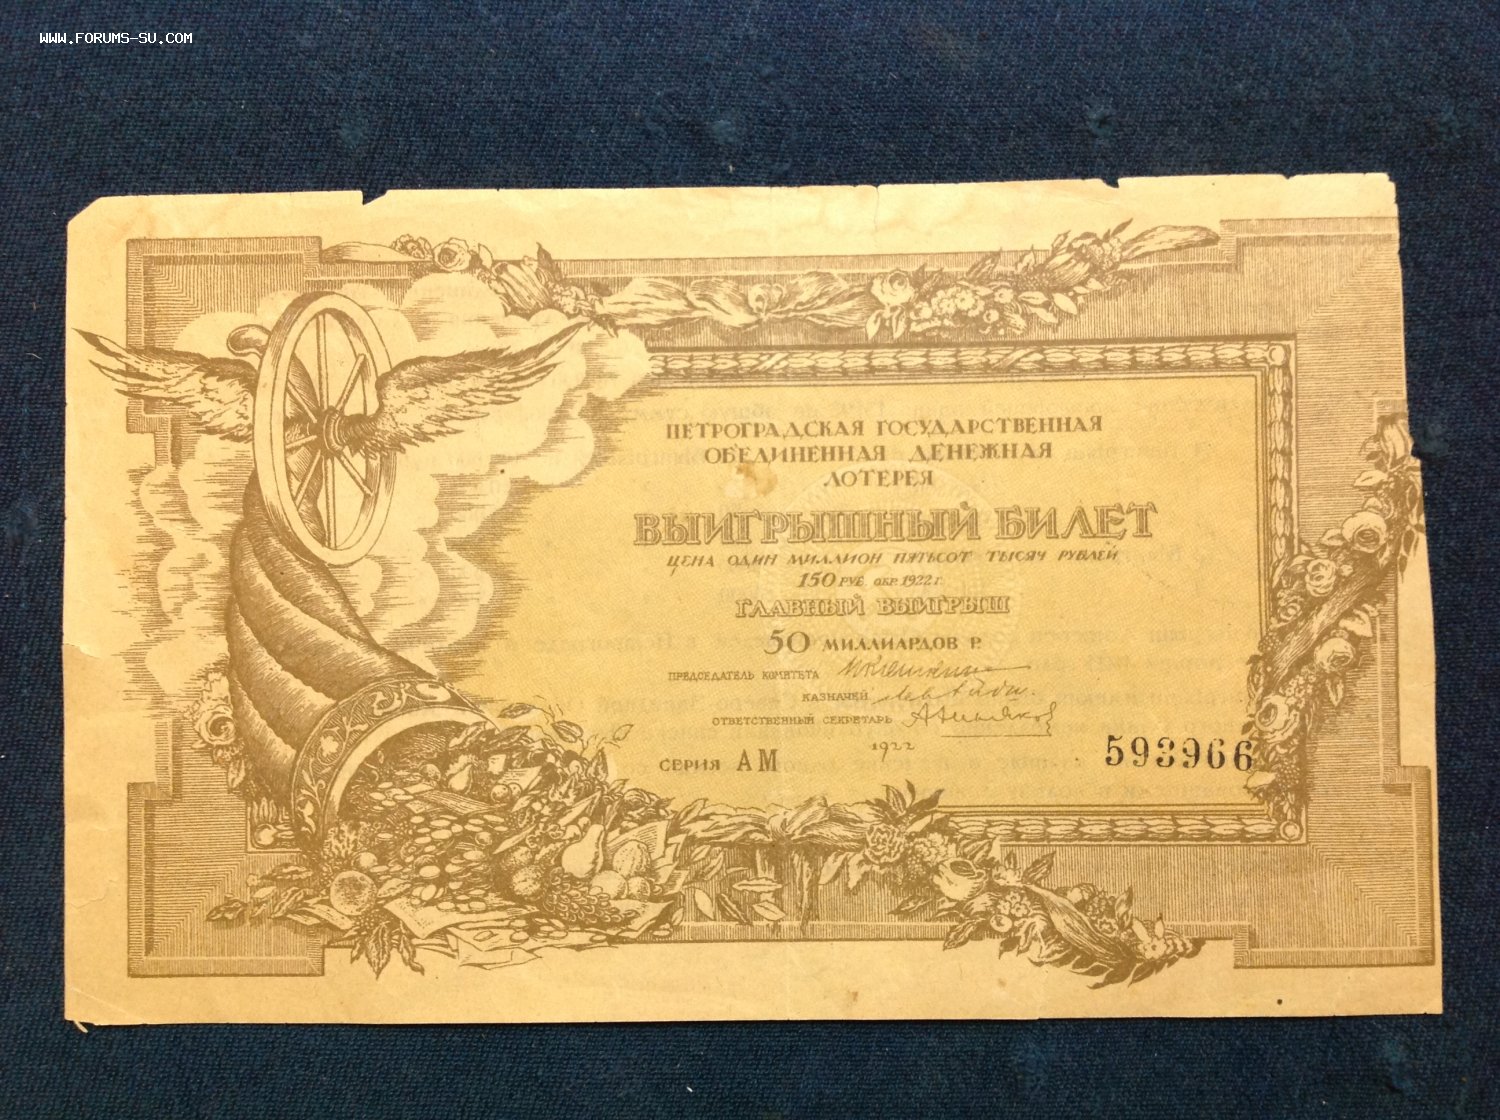 WWW.FORUMS-SU.COM
ПЕТРОГРАДСКАЯ ГОСУДАРСТВЕННАЯ
ОБЕДИНЕННАЯ ДЕНЕЖНАЯ
ЛОТЕРЕЯ
ВЫИГРЫШНЫЙ БИЛЕТ
ЦЕНА ОДИН МИЛЛИОН ПЯТЬСОТ ТЫСЯЧ РУБЛЕЙ
150 РУБ. ОБР. 1922 Г.
ГЛАВНЫЙ ВЫИГРЫШ
50 МИЛЛИАРДОВ Р.
ПРЕДСЕДАТЕЛЬ КОМИТЕТА
КАЗНАЧЕЙ
ОТВЕТСТВЕННЫЙ СЕКРЕТАРЬ
1922
СЕРИЯ АМ
593966